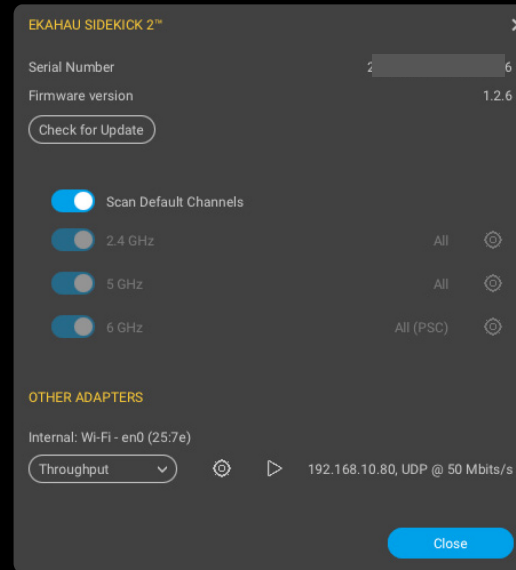 EKAHAU SIDEKICK 2™
Serial Number 2 6
Firmware version 1.2.6
Check for Update
Scan Default Channels
2.4 GHz All
5 GHz All
6 GHz All (PSC)
OTHER ADAPTERS
Internal: Wi-Fi - en0 (25:7e)
Throughput 192.168.10.80, UDP @ 50 Mbits/s
Close